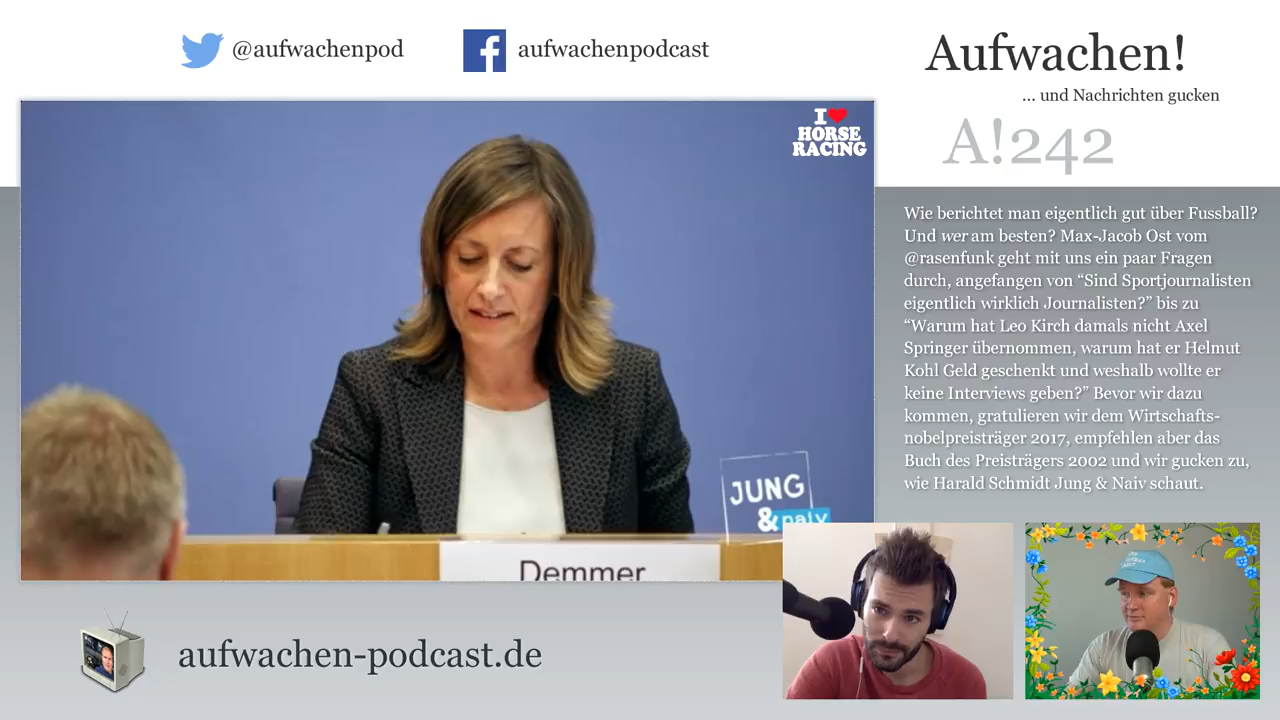 @aufwachenpod
aufwachenpodcast
Aufwachen!
... und Nachrichten gucken
A!242
I
HORSE
RACING
Wie berichtet man eigentlich gut über Fussball?
Und wer am besten? Max-Jacob Ost vom
@rasenfunk geht mit uns ein paar Fragen
durch, angefangen von “Sind Sportjournalisten
eigentlich wirklich Journalisten?” bis zu
“Warum hat Leo Kirch damals nicht Axel
Springer übernommen, warum hat er Helmut
Kohl Geld geschenkt und weshalb wollte er
keine Interviews geben?” Bevor wir dazu
kommen, gratulieren wir dem Wirtschafts-
nobelpreisträger 2017, empfehlen aber das
Buch des Preisträgers 2002 und wir gucken zu,
wie Harald Schmidt Jung & Naiv schaut.
JUNG
& naiv
Demmer
aufwachen-podcast.de